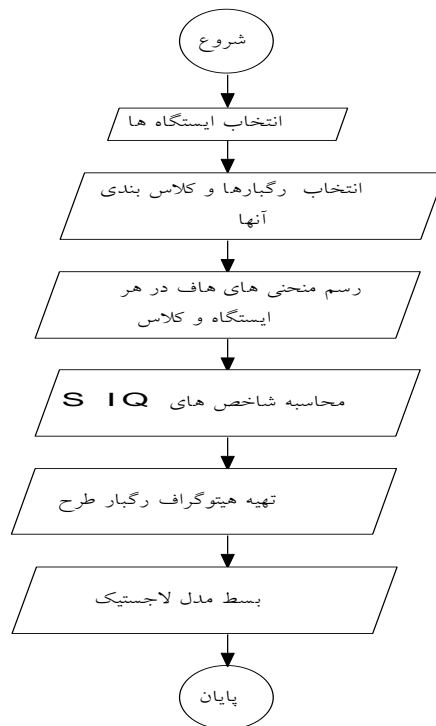 شروع
انتخاب ایستگاه ها
انتخاب رگبارها و کلاس بندی
آنها
رسم منحنی های هاف در هر
ایستگاه و کلاس
محاسبه شاخص های S IQ
تهیه هیتوگراف رگبار طرح
بسط مدل لاجستیک
پایان